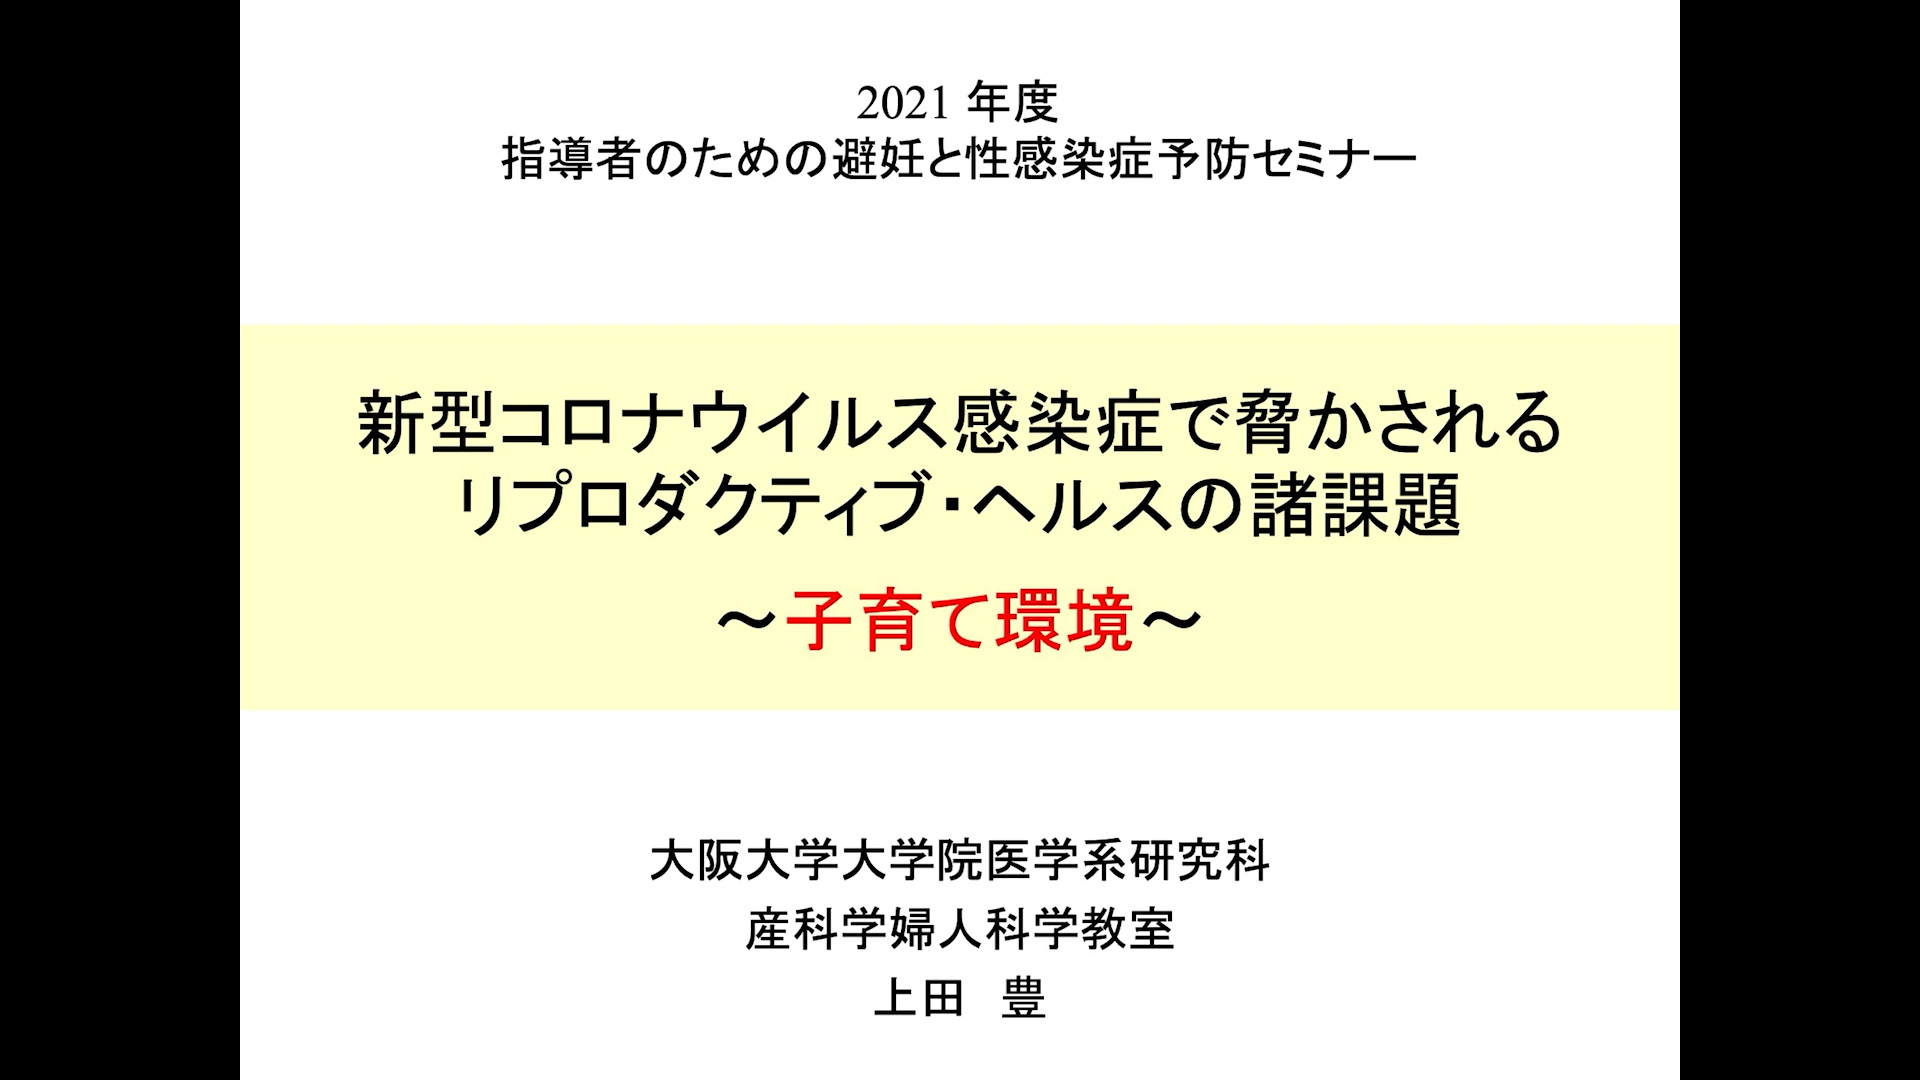 2021 年度
指導者のための避妊と性感染症予防セミナー
新型コロナウイルス感染症で脅かされる
リプロダクティブ・ヘルスの諸課題
～子育て環境～
大阪大学大学院医学系研究科
産科学婦人科学教室
上田　豊